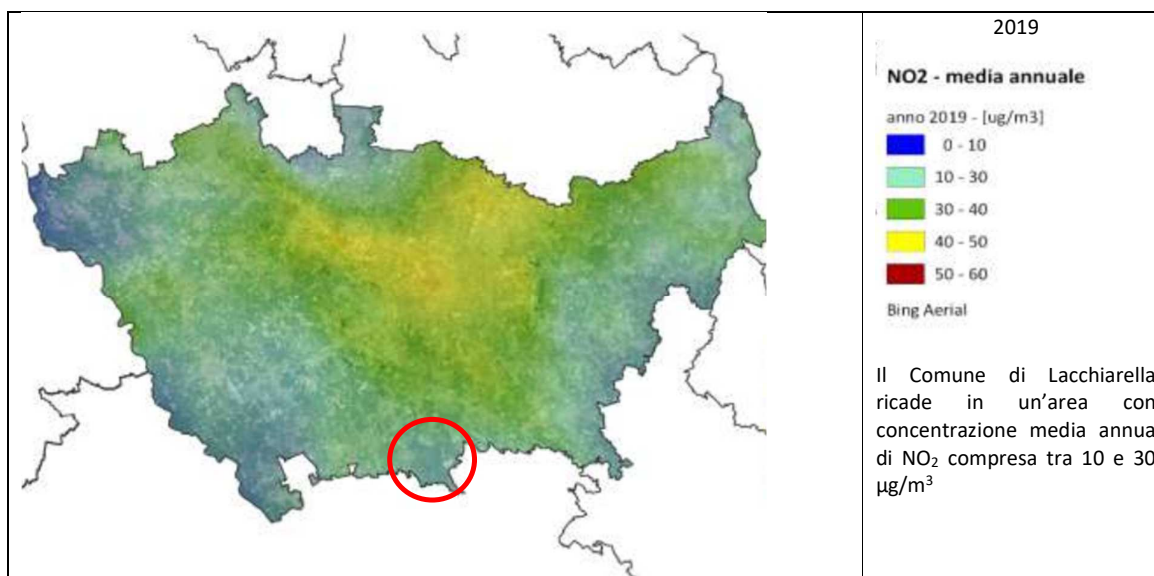 2019
NO2 - media annuale
anno 2019 - [ug/m3]
0 - 10
10 - 30
30 - 40
40 - 50
50 - 60
Bing Aerial
Il Comune di Lacchiarella
ricade in un’area con
concentrazione media annua
di NO₂ compresa tra 10 e 30
µg/m³